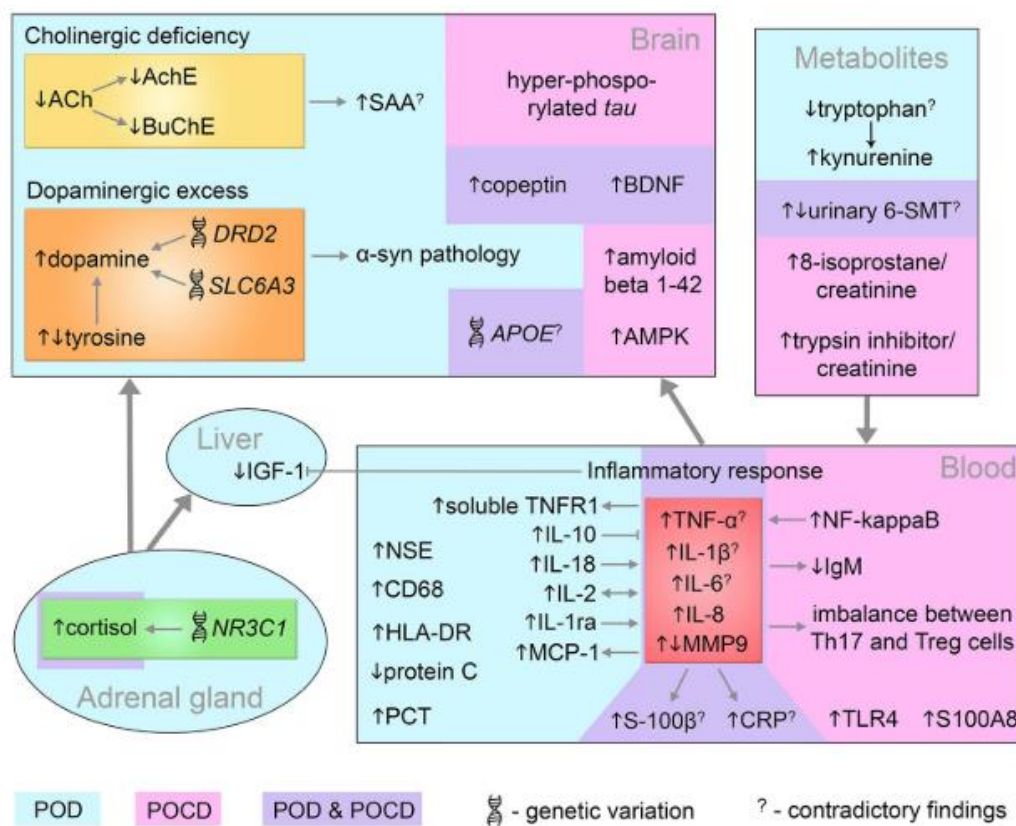 Cholinergic deficiency
↓ACh
↓AchE
↓BuChE
↑SAA?
Dopaminergic excess
↑dopamine
DRD2
SLC6A3
↑↓tyrosine
α-syn pathology
Brain
hyper-phospo-
rylated tau
↑copeptin
↑BDNF
↑amyloid
beta 1-42
APOE?
↑AMPK
Metabolites
↓tryptophan?
↑kynurenine
↑↓urinary 6-SMT?
↑8-isoprostane/
creatinine
↑trypsin inhibitor/
creatinine
Liver
↓IGF-1
↑cortisol
NR3C1
Adrenal gland
Inflammatory response
Blood
↑NSE
↑CD68
↑HLA-DR
↓protein C
↑PCT
↑soluble TNFR1
↑IL-10
↑IL-18
↑IL-2
↑IL-1ra
↑MCP-1
↑TNF-α?
↑IL-1β?
↑IL-6?
↑IL-8
↑↓MMP9
↑S-100β?
↑CRP?
↑NF-kappaB
↓IgM
imbalance between
Th17 and Treg cells
↑TLR4
↑S100A8
POD
POCD
POD & POCD
- genetic variation
? - contradictory findings